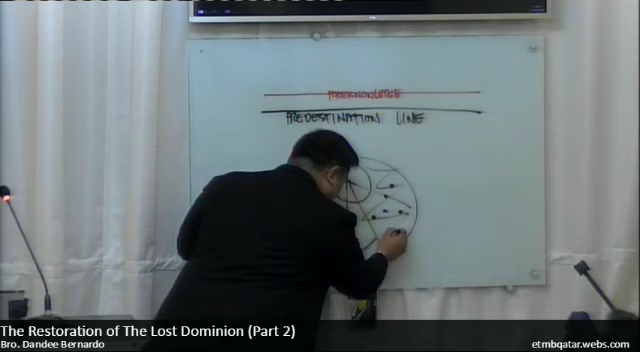 FOREKNOWLEDGE
PREDESTINATION LINE
The Restoration of The Lost Dominion (Part 2)
Bro. Dandee Bernardo
etmbqatar.webs.com